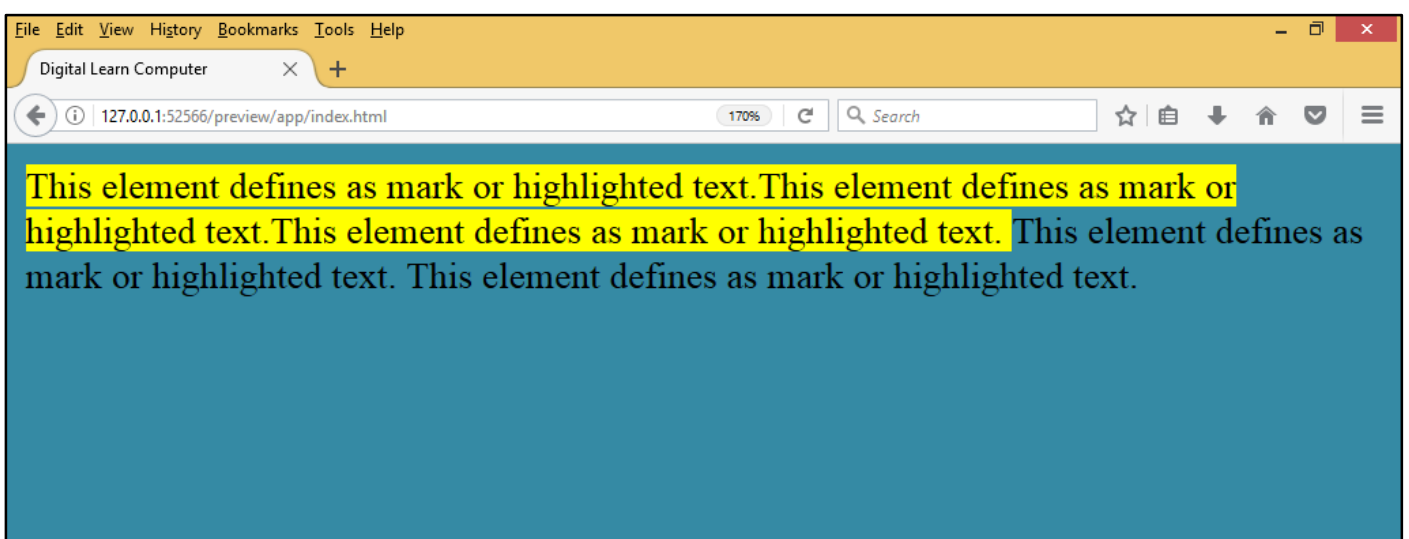 File Edit View History Bookmarks Tools Help
Digital Learn Computer
127.0.0.1:52566/preview/app/index.html 170% Search
This element defines as mark or highlighted text.This element defines as mark or
highlighted text.This element defines as mark or highlighted text. This element defines as
mark or highlighted text. This element defines as mark or highlighted text.